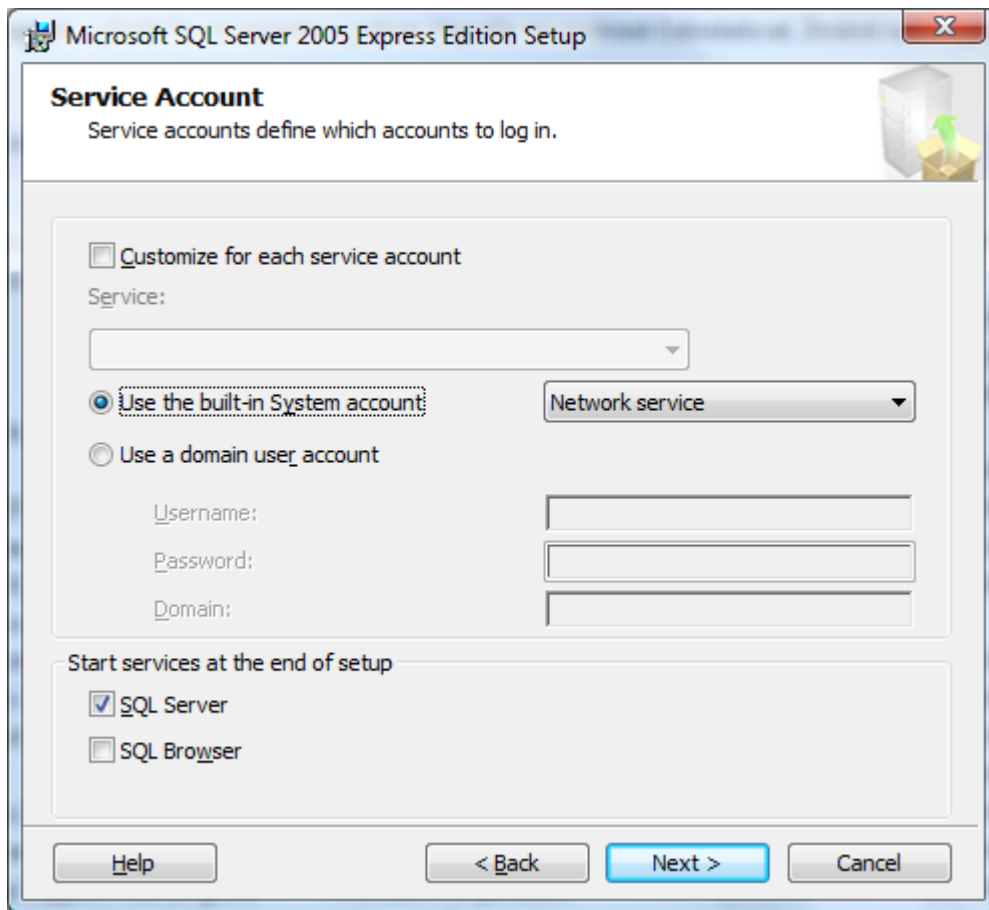 Microsoft SQL Server 2005 Express Edition Setup
Service Account
Service accounts define which accounts to log in.
Customize for each service account
Service:
Use the built-in System account
Network service
Use a domain user account
Username:
Password:
Domain:
Start services at the end of setup
SQL Server
SQL Browser
Help
< Back
Next >
Cancel